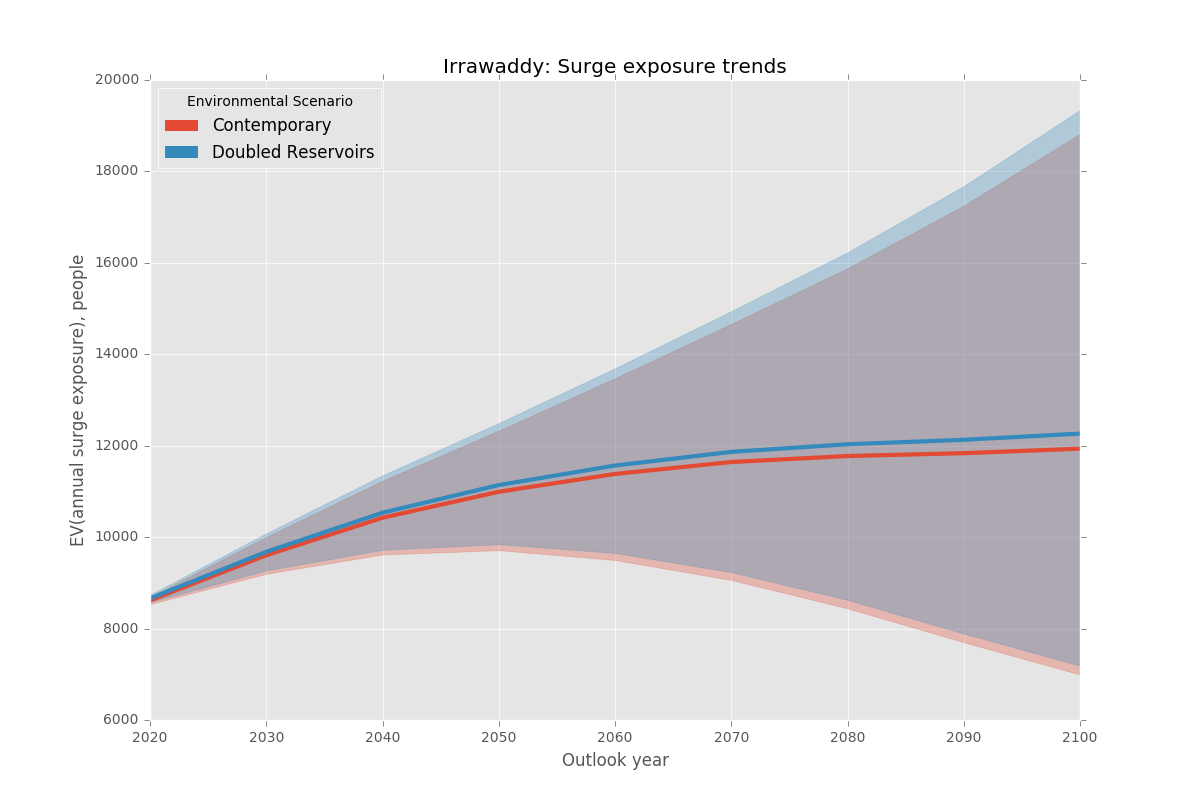 Irrawaddy: Surge exposure trends
Environmental Scenario
Contemporary
Doubled Reservoirs
EV(annual surge exposure), people
20000
18000
16000
14000
12000
10000
8000
6000
2020 2030 2040 2050 2060 2070 2080 2090 2100
Outlook year